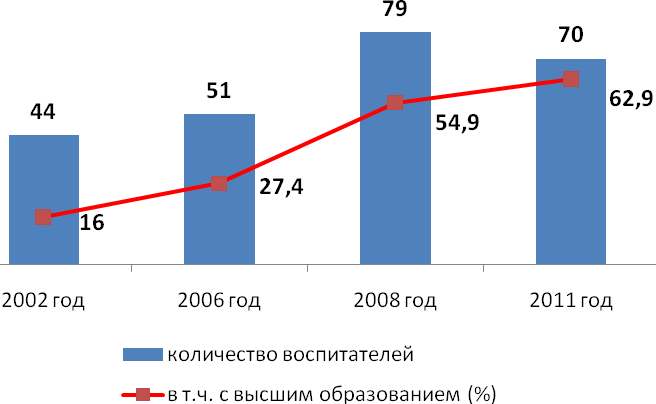 79
70
51
44
62,9
54,9
27,4
16
2002 год 2006 год 2008 год 2011 год
количество воспитателей
в т.ч. с высшим образованием (%)